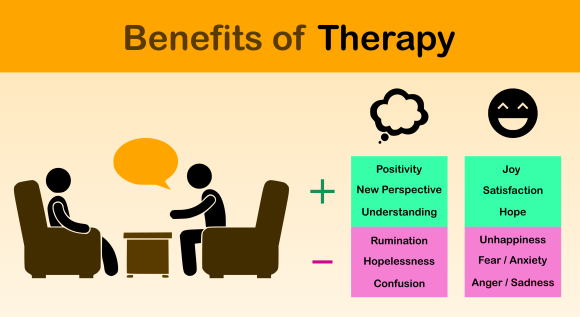 Benefits of Therapy
+
Positivity
New Perspective
Understanding
Joy
Satisfaction
Hope
−
Rumination
Hopelessness
Confusion
Unhappiness
Fear / Anxiety
Anger / Sadness